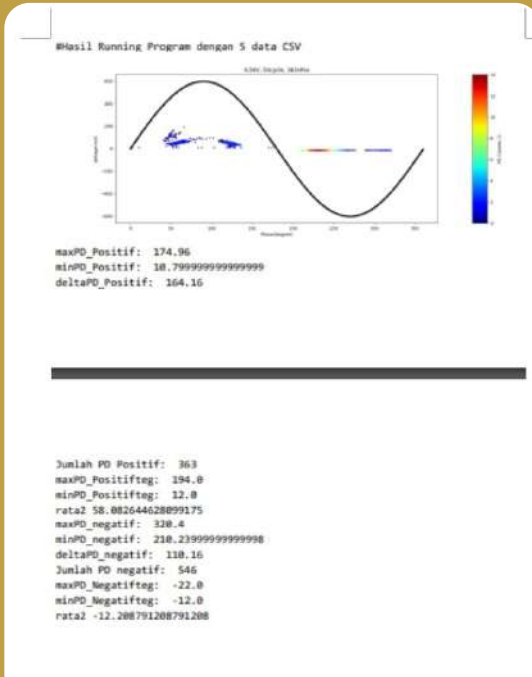 #Hasil Running Program dengan 5 data CSV
maxPD_Positif: 174.96
minPD_Positif: 10.799999999999999
deltaPD_Positif: 164.16
Jumlah PD Positif: 363
maxPD_Positifteg: 194.0
minPD_Positifteg: 12.0
rata2 58.082644628099175
maxPD_negatif: 320.4
minPD_negatif: 210.23999999999998
deltaPD_negatif: 110.16
Jumlah PD negatif: 546
maxPD_Negatifteg: -22.0
minPD_Negatifteg: -12.0
rata2 -12.208791208791208